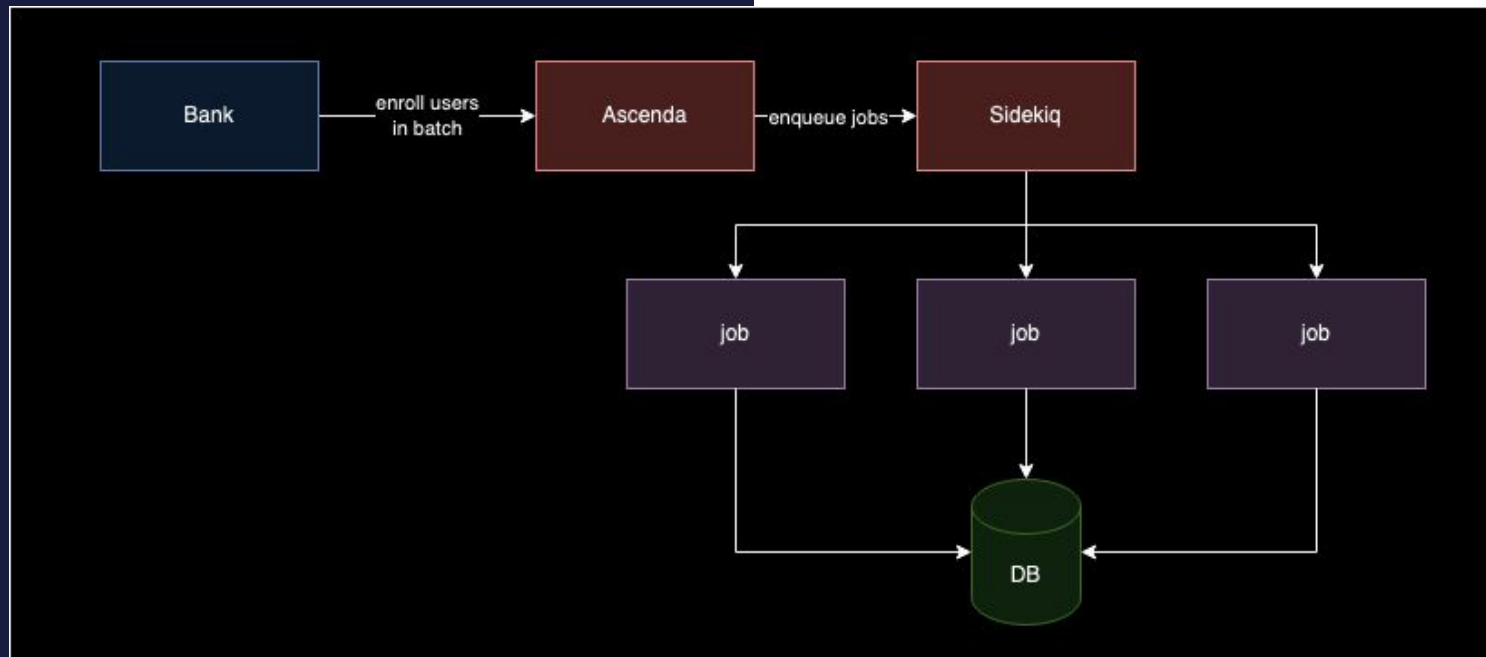 Bank
enroll users
in batch
Ascenda
enqueue jobs
Sidekiq
job
job
job
DB